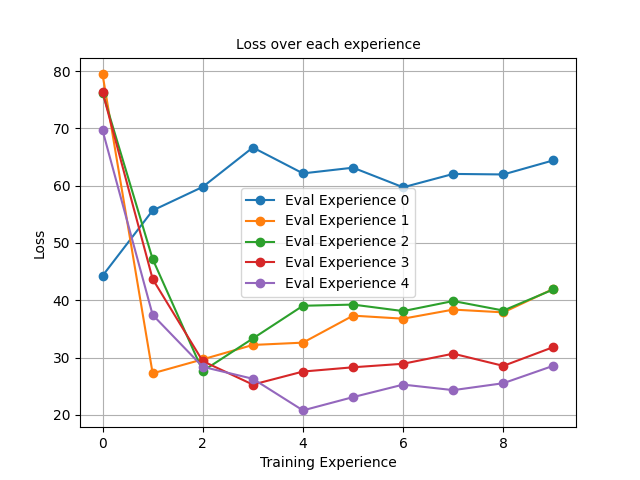 Loss over each experience
80
70
60
50
40
30
20
Loss
Eval Experience 0
Eval Experience 1
Eval Experience 2
Eval Experience 3
Eval Experience 4
0 2 4 6 8
Training Experience